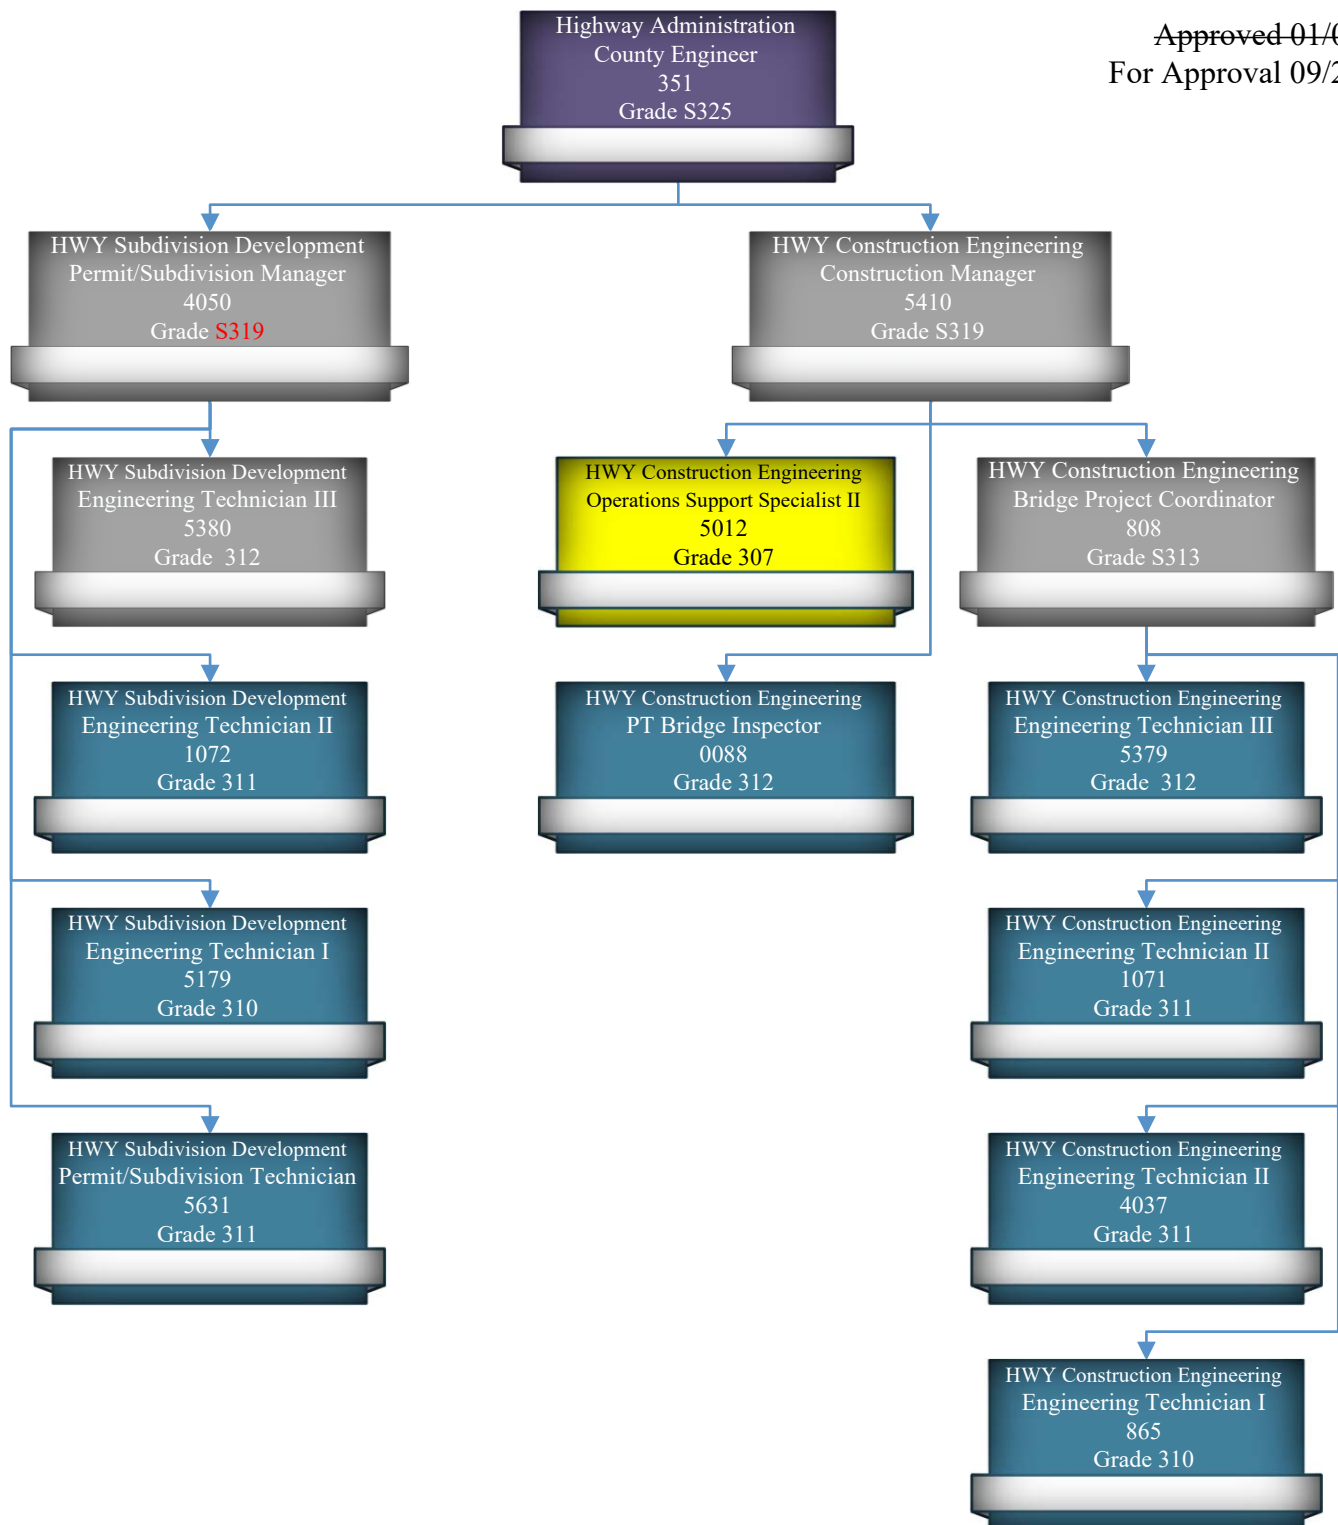 Highway Administration
County Engineer
351
Grade S325
Approved 01/0
For Approval 09/2
HWY Subdivision Development
Permit/Subdivision Manager
4050
Grade S319
HWY Construction Engineering
Construction Manager
5410
Grade S319
HWY Subdivision Development
Engineering Technician III
5380
Grade 312
HWY Construction Engineering
Operations Support Specialist II
5012
Grade 307
HWY Construction Engineering
Bridge Project Coordinator
808
Grade S313
HWY Subdivision Development
Engineering Technician II
1072
Grade 311
HWY Construction Engineering
PT Bridge Inspector
0088
Grade 312
HWY Construction Engineering
Engineering Technician III
5379
Grade 312
HWY Subdivision Development
Engineering Technician I
5179
Grade 310
HWY Construction Engineering
Engineering Technician II
1071
Grade 311
HWY Subdivision Development
Permit/Subdivision Technician
5631
Grade 311
HWY Construction Engineering
Engineering Technician II
4037
Grade 311
HWY Construction Engineering
Engineering Technician I
865
Grade 310